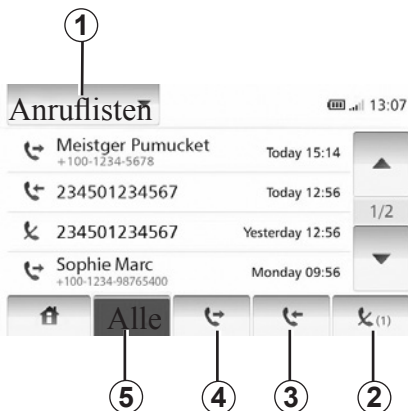 1
Anruflisten 13:07
Meistger Pumucket Today 15:14
+100-1234-5678
234501234567 Today 12:56
1/2
234501234567 Yesterday 12:56
Sophie Marc Monday 09:56
+100-1234-98765400
Alle (1)
5 4 3 2